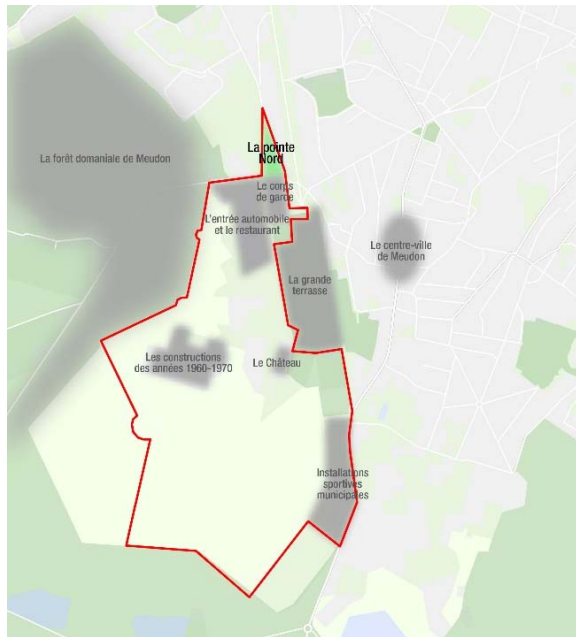 La pointe
Nord
La forêt domaniale de Meudon
Le corps
de garde
L'entrée automobile
et le restaurant
Le centre-ville
de Meudon
La grande
terrasse
Les constructions
des années 1960-1970
Le Château
Installations
sportives
municipales